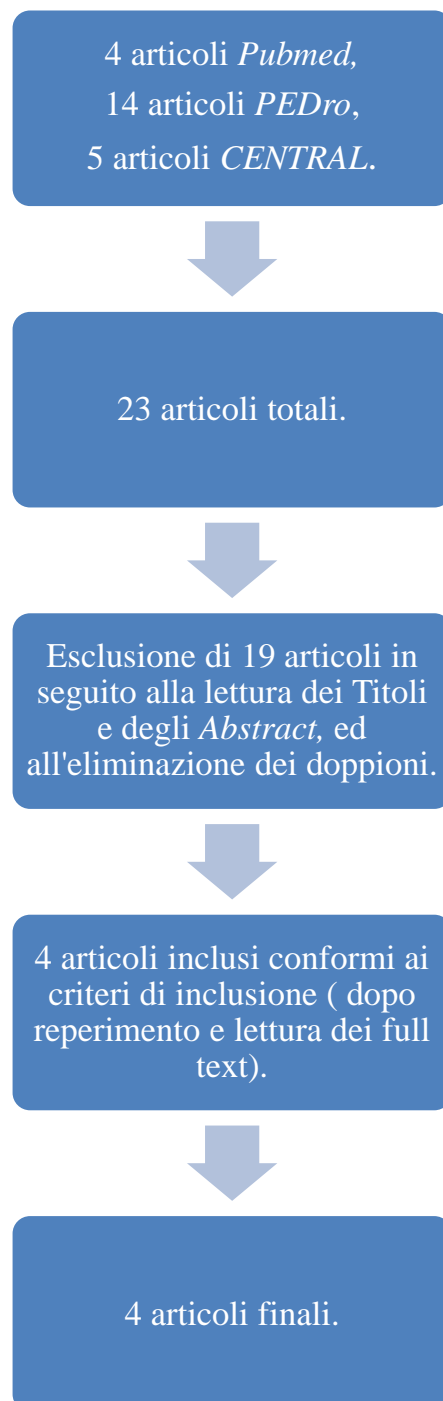 4 articoli Pubmed,
14 articoli PEDro,
5 articoli CENTRAL.
23 articoli totali.
Esclusione di 19 articoli in
seguito alla lettura dei Titoli
e degli Abstract, ed
all'eliminazione dei doppioni.
4 articoli inclusi conformi ai
criteri di inclusione ( dopo
reperimento e lettura dei full
text).
4 articoli finali.